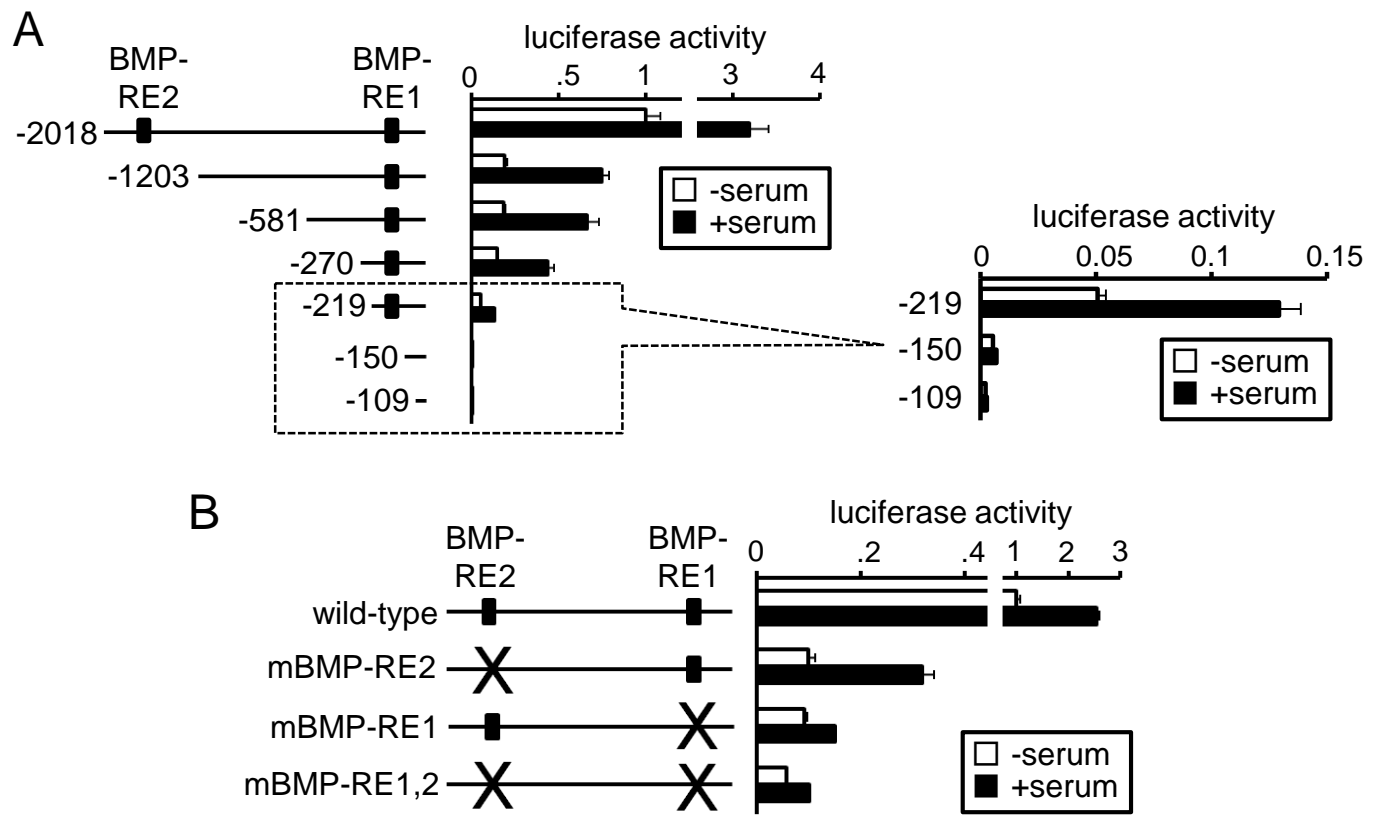 A
luciferase activity
BMP-
RE2
BMP-
RE1
0 .5 1 3 4
-2018
-1203
-581
-270
-219
-150
-109
-serum
+serum
luciferase activity
0 0.05 0.1 0.15
-219
-150
-109
-serum
+serum
B
luciferase activity
BMP-
RE2
BMP-
RE1
0 .2 .4 1 2 3
wild-type
mBMP-RE2
X
mBMP-RE1
X
mBMP-RE1,2
X X
-serum
+serum